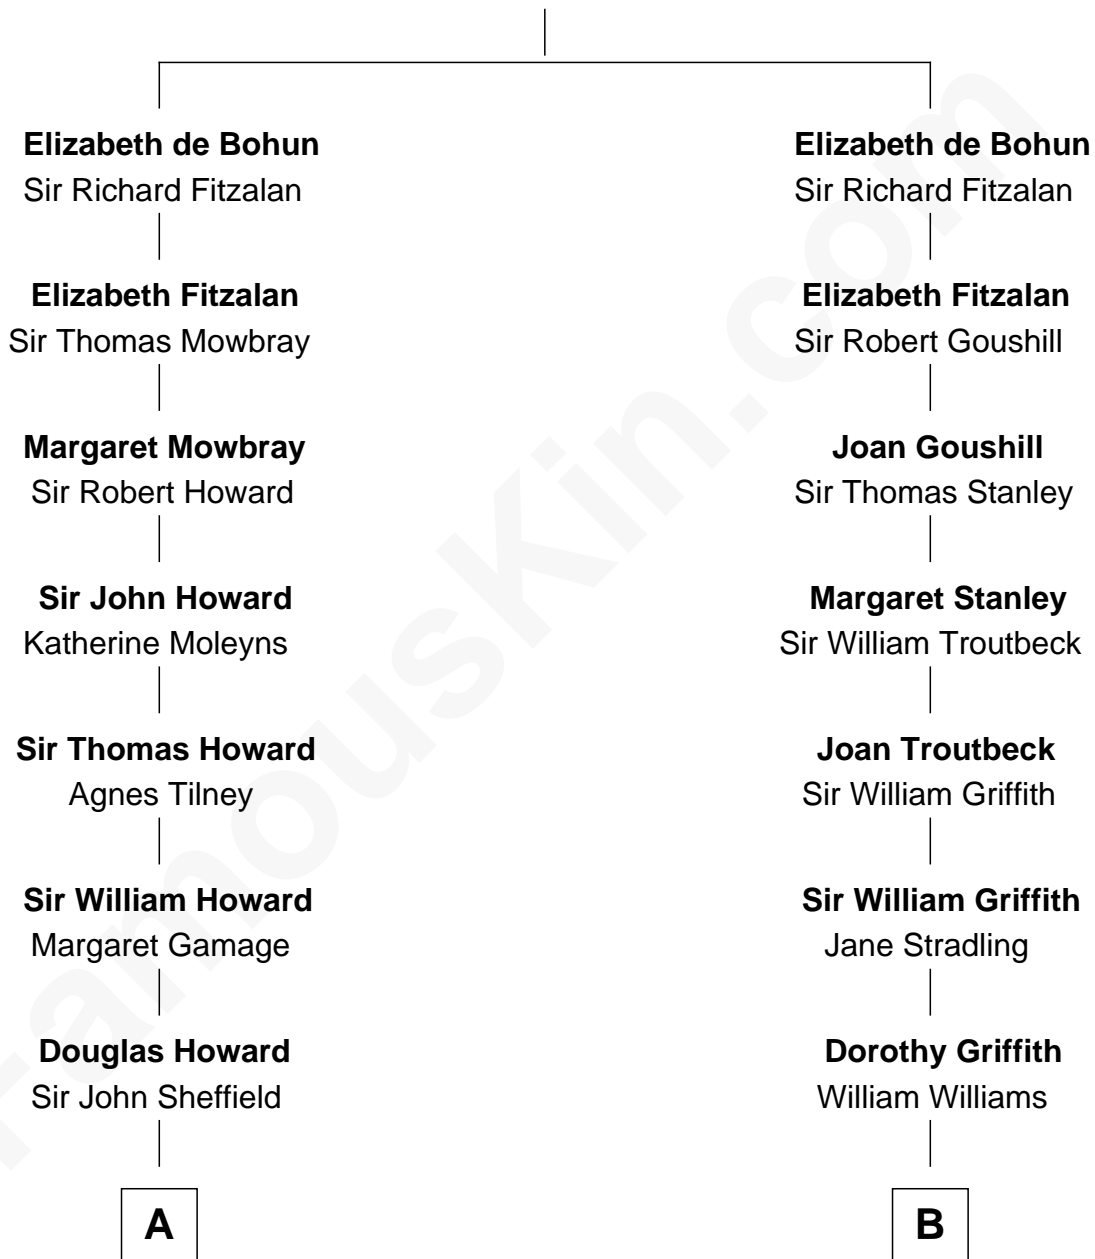 Elizabeth de Bohun
Sir Richard Fitzalan
Elizabeth Fitzalan
Sir Thomas Mowbray
Margaret Mowbray
Sir Robert Howard
Sir John Howard
Katherine Moleyns
Sir Thomas Howard
Agnes Tilney
Sir William Howard
Margaret Gamage
Douglas Howard
Sir John Sheffield
A
Elizabeth de Bohun
Sir Richard Fitzalan
Elizabeth Fitzalan
Sir Robert Goushill
Joan Goushill
Sir Thomas Stanley
Margaret Stanley
Sir William Troutbeck
Joan Troutbeck
Sir William Griffith
Sir William Griffith
Jane Stradling
Dorothy Griffith
William Williams
B
FamousKin.com